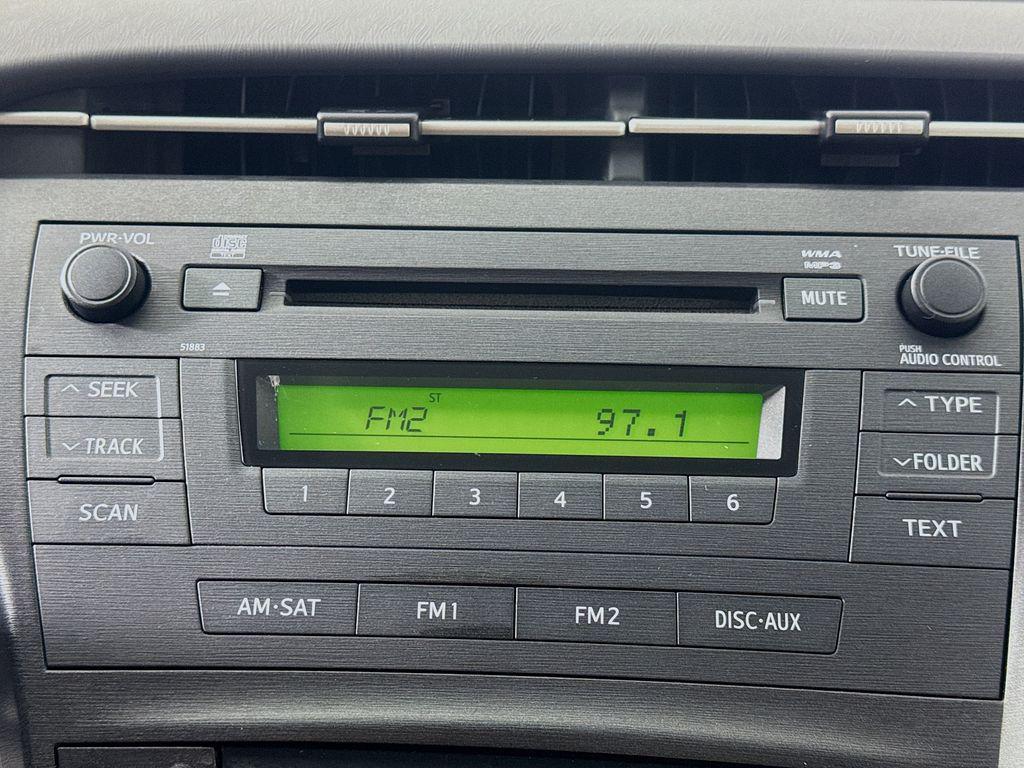 PWR·VOL
disc
TEXT
WMA
MP3
TUNE·FILE
MUTE
51883
PUSH
AUDIO CONTROL
SEEK
TRACK
SCAN
ST
FM2 97.1
TYPE
FOLDER
TEXT
1 2 3 4 5 6
AM·SAT FM1 FM2 DISC·AUX